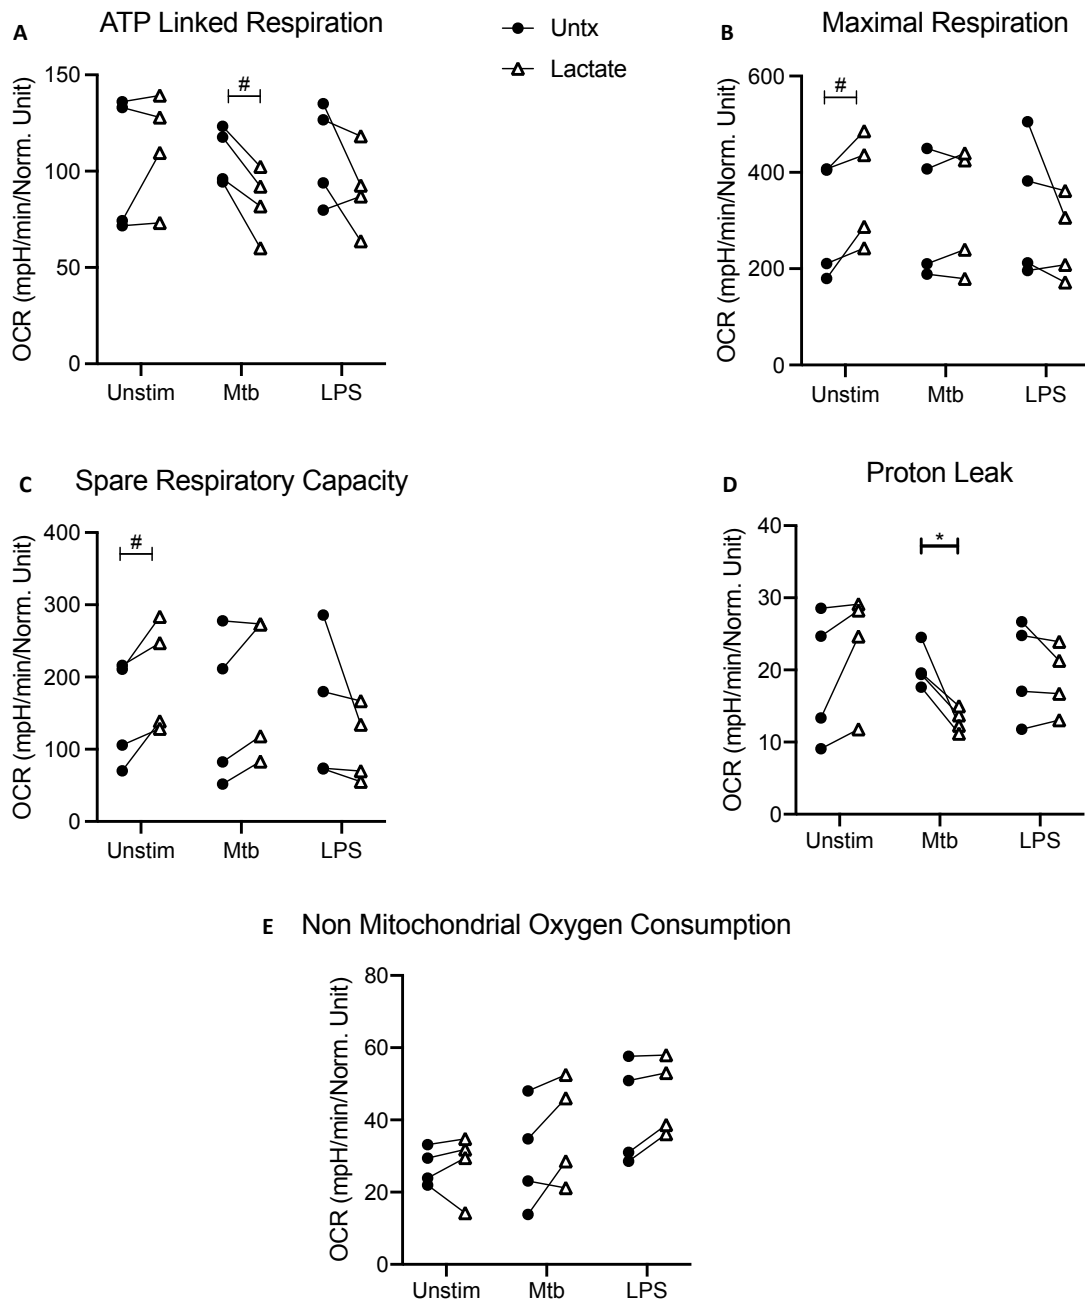 A ATP Linked Respiration
Untx
Lactate
B Maximal Respiration
OCR (mpH/min/Norm. Unit)
150
100
50
0
#
Unstim Mtb LPS
OCR (mpH/min/Norm. Unit)
600
400
200
0
#
Unstim Mtb LPS
C Spare Respiratory Capacity
OCR (mpH/min/Norm. Unit)
400
300
200
100
0
#
Unstim Mtb LPS
D Proton Leak
OCR (mpH/min/Norm. Unit)
40
30
20
10
0
*
Unstim Mtb LPS
E Non Mitochondrial Oxygen Consumption
OCR (mpH/min/Norm. Unit)
80
60
40
20
0
Unstim Mtb LPS